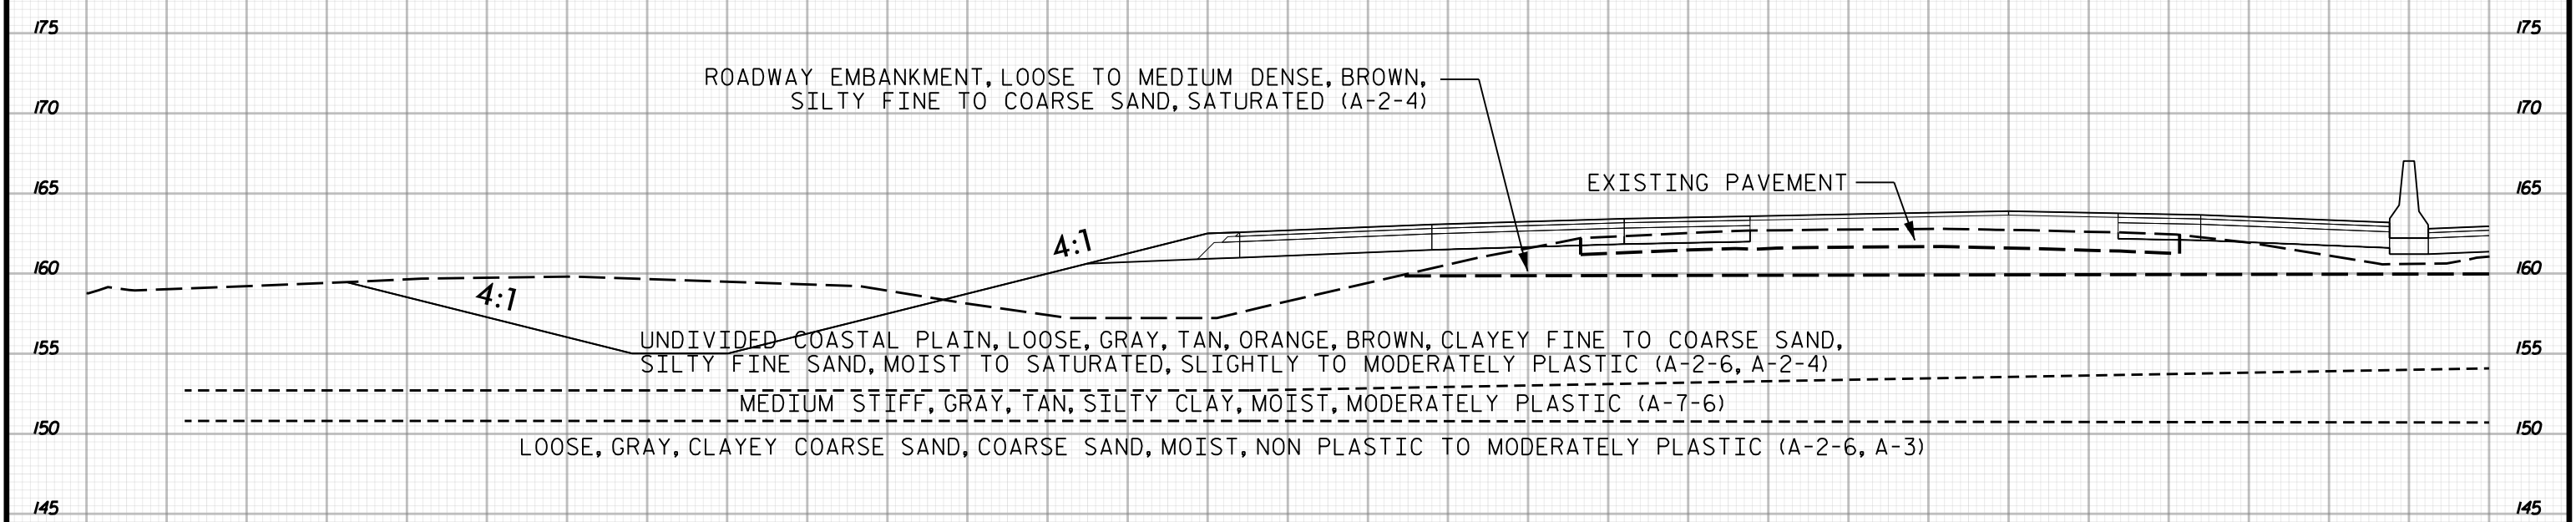 175 175
ROADWAY EMBANKMENT, LOOSE TO MEDIUM DENSE, BROWN,
SILTY FINE TO COARSE SAND, SATURATED (A-2-4)
170 170
EXISTING PAVEMENT
165 165
4:1
160 160
4:1
UNDIVIDED COASTAL PLAIN, LOOSE, GRAY, TAN, ORANGE, BROWN, CLAYEY FINE TO COARSE SAND,
155 155
SILTY FINE SAND, MOIST TO SATURATED, SLIGHTLY TO MODERATELY PLASTIC (A-2-6, A-2-4)
MEDIUM STIFF, GRAY, TAN, SILTY CLAY, MOIST, MODERATELY PLASTIC (A-7-6)
150 150
LOOSE, GRAY, CLAYEY COARSE SAND, COARSE SAND, MOIST, NON PLASTIC TO MODERATELY PLASTIC (A-2-6, A-3)
145 145